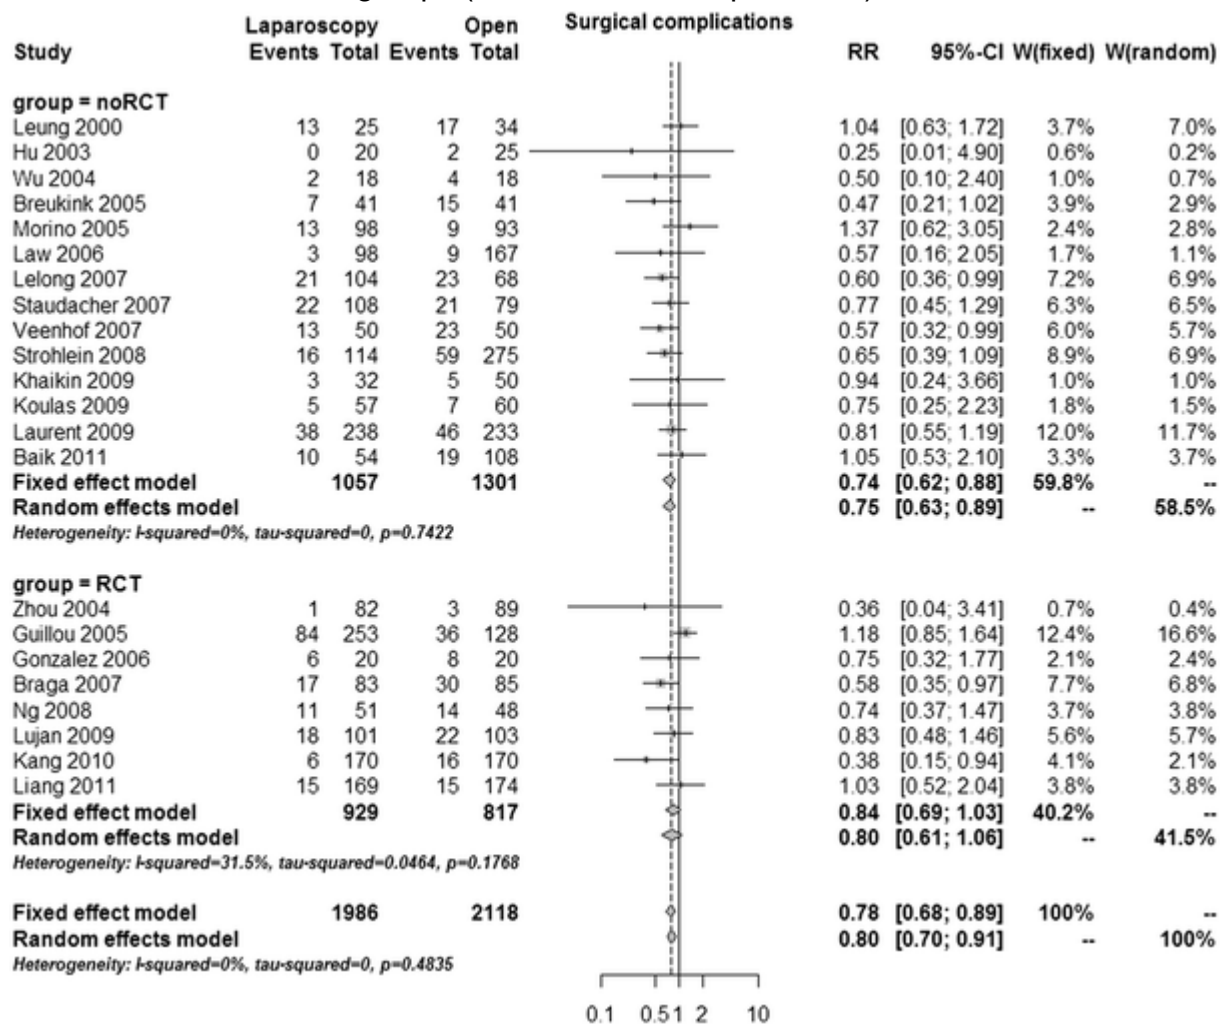 Laparoscopy Open Surgical complications
Study Events Total Events Total RR 95%-CI W(fixed) W(random)
group = noRCT
Leung 2000 13 25 17 34 1.04 [0.63; 1.72] 3.7% 7.0%
Hu 2003 0 20 2 25 0.25 [0.01; 4.90] 0.6% 0.2%
Wu 2004 2 18 4 18 0.50 [0.10; 2.40] 1.0% 0.7%
Breukink 2005 7 41 15 41 0.47 [0.21; 1.02] 3.9% 2.9%
Morino 2005 13 98 9 93 1.37 [0.62; 3.05] 2.4% 2.8%
Law 2006 3 98 9 167 0.57 [0.16; 2.05] 1.7% 1.1%
Lelong 2007 21 104 23 68 0.60 [0.36; 0.99] 7.2% 6.9%
Staudacher 2007 22 108 21 79 0.77 [0.45; 1.29] 6.3% 6.5%
Veenhof 2007 13 50 23 50 0.57 [0.32; 0.99] 6.0% 5.7%
Strohlein 2008 16 114 59 275 0.65 [0.39; 1.09] 8.9% 6.9%
Khaikin 2009 3 32 5 50 0.94 [0.24; 3.66] 1.0% 1.0%
Koulas 2009 5 57 7 60 0.75 [0.25; 2.23] 1.8% 1.5%
Laurent 2009 38 238 46 233 0.81 [0.55; 1.19] 12.0% 11.7%
Baik 2011 10 54 19 108 1.05 [0.53; 2.10] 3.3% 3.7%
Fixed effect model 1057 1301 0.74 [0.62; 0.88] 59.8% --
Random effects model 0.75 [0.63; 0.89] -- 58.5%
Heterogeneity: I-squared=0%, tau-squared=0, p=0.7422
group = RCT
Zhou 2004 1 82 3 89 0.36 [0.04; 3.41] 0.7% 0.4%
Guillou 2005 84 253 36 128 1.18 [0.85; 1.64] 12.4% 16.6%
Gonzalez 2006 6 20 8 20 0.75 [0.32; 1.77] 2.1% 2.4%
Braga 2007 17 83 30 85 0.58 [0.35; 0.97] 7.7% 6.8%
Ng 2008 11 51 14 48 0.74 [0.37; 1.47] 3.7% 3.8%
Lujan 2009 18 101 22 103 0.83 [0.48; 1.46] 5.6% 5.7%
Kang 2010 6 170 16 170 0.38 [0.15; 0.94] 4.1% 2.1%
Liang 2011 15 169 15 174 1.03 [0.52; 2.04] 3.8% 3.8%
Fixed effect model 929 817 0.84 [0.69; 1.03] 40.2% --
Random effects model 0.80 [0.61; 1.06] -- 41.5%
Heterogeneity: I-squared=31.5%, tau-squared=0.0464, p=0.1768
Fixed effect model 1986 2118 0.78 [0.68; 0.89] 100% --
Random effects model 0.80 [0.70; 0.91] -- 100%
Heterogeneity: I-squared=0%, tau-squared=0, p=0.4835
0.1 0.5 1 2 10